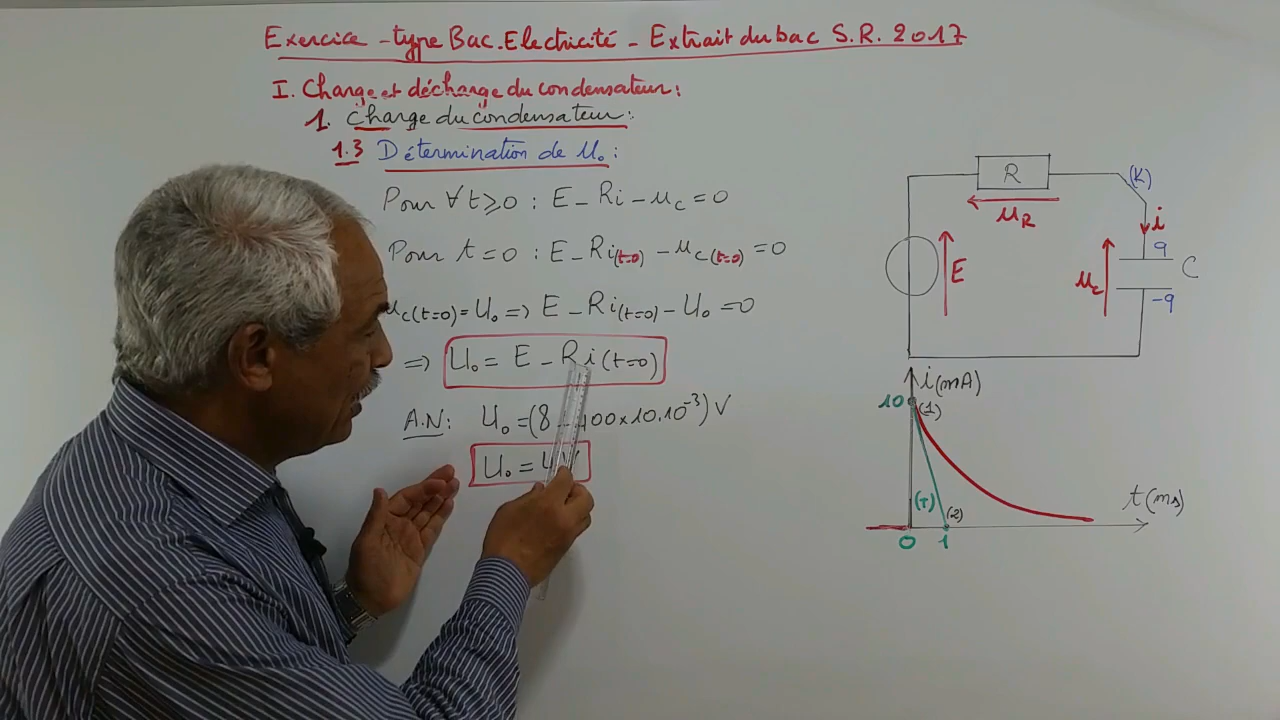 Exercice - type Bac. Electricité - Extrait du bac S.R. 2017
I. Charge et décharge du condensateur :
1. Charge du condensateur :
1.3 Détermination de U₀ :
Pour ∀ t ≥ 0 : E - Ri - u_C = 0
Pour t = 0 : E - Ri(t=0) - u_C(t=0) = 0
u_C(t=0) = U₀ => E - Ri(t=0) - U₀ = 0
=> U₀ = E - Ri(t=0)
A.N : U₀ = (8 - 400 × 10.10⁻³) V
U₀ = 4V
R
(K)
u_R
i
q
E
u_C
C
-q
i(mA)
10
(1)
(T)
(2)
t(ms)
0
1